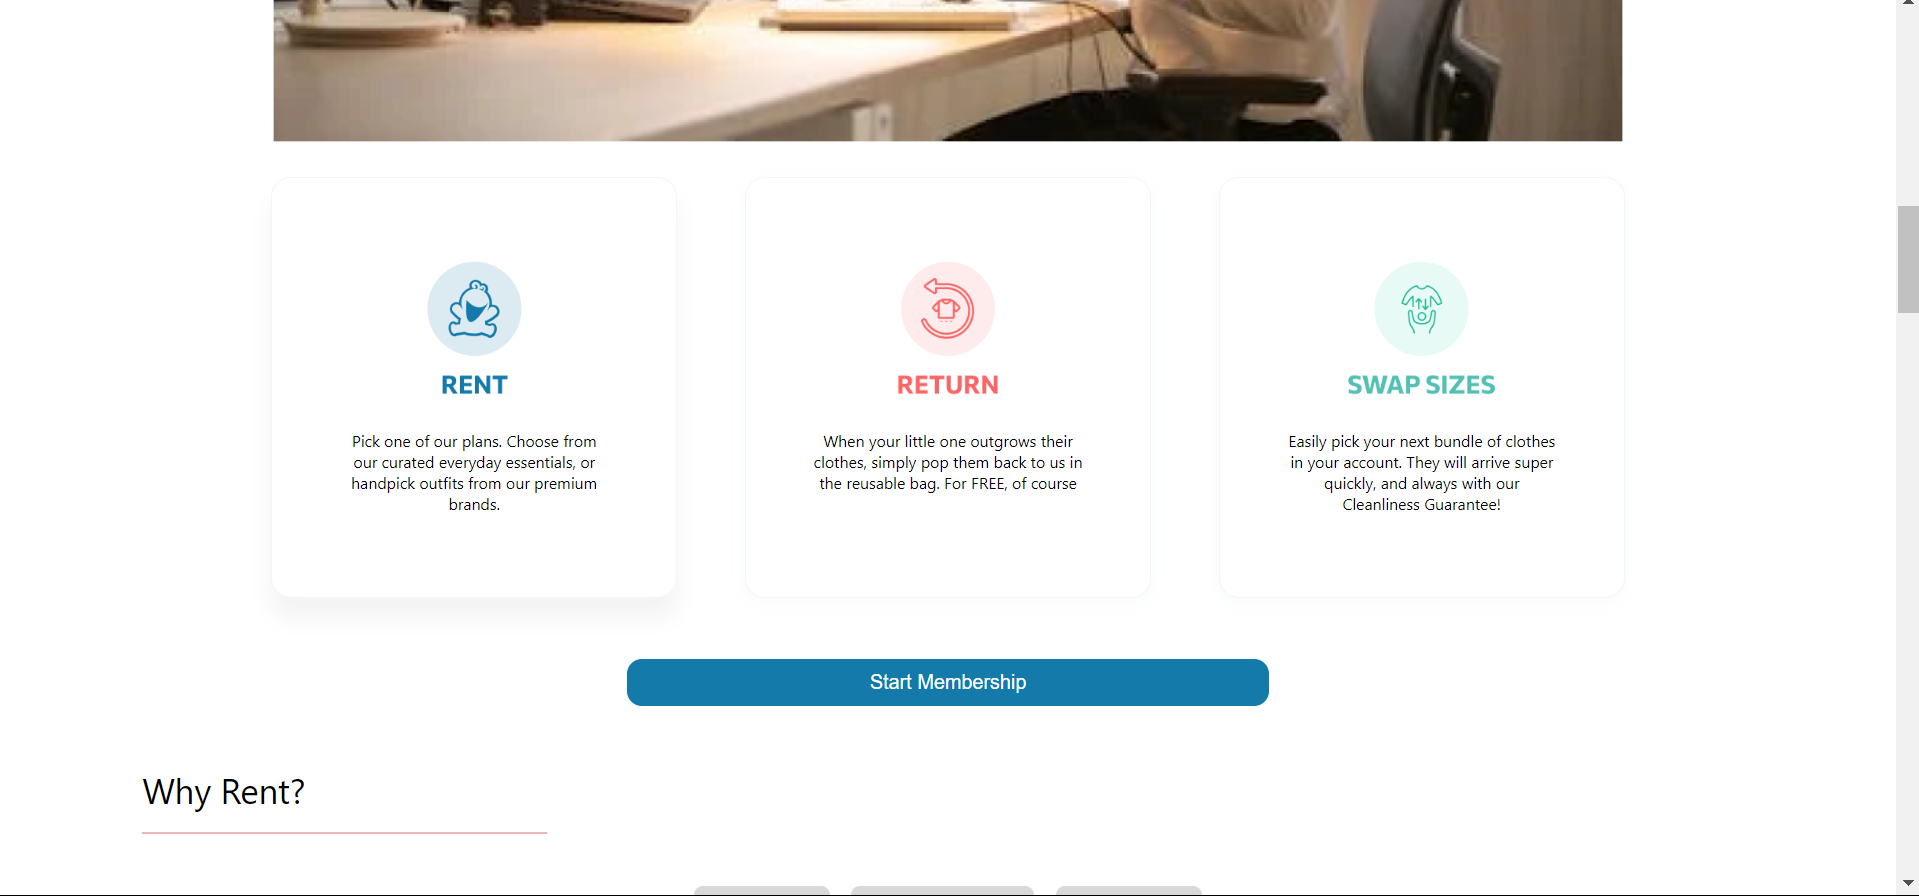 RENT
Pick one of our plans. Choose from
our curated everyday essentials, or
handpick outfits from our premium
brands.
RETURN
When your little one outgrows their
clothes, simply pop them back to us in
the reusable bag. For FREE, of course
SWAP SIZES
Easily pick your next bundle of clothes
in your account. They will arrive super
quickly, and always with our
Cleanliness Guarantee!
Start Membership
Why Rent?